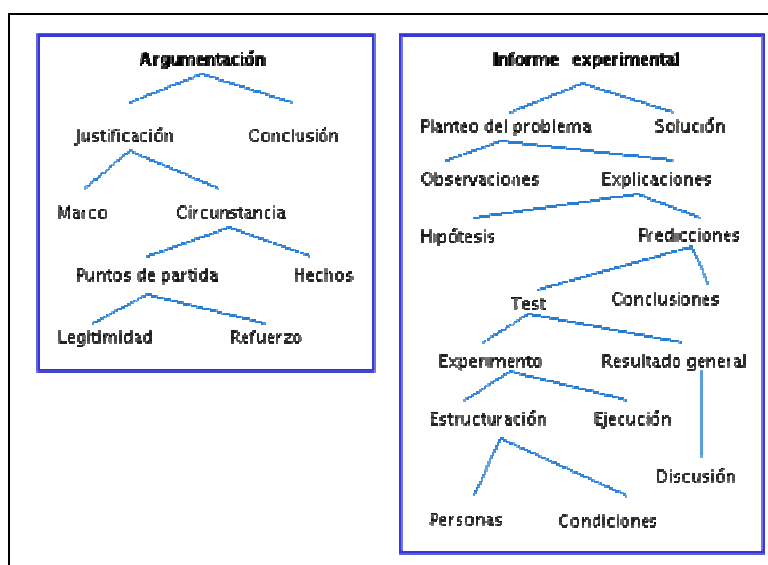 Argumentación
Justificación Conclusión
Marco Circunstancia
Puntos de partida Hechos
Legitimidad Refuerzo
Informe experimental
Planteo del problema Solución
Observaciones Explicaciones
Hipótesis Predicciones
Test Conclusiones
Experimento Resultado general
Estructuración Ejecución
Discusión
Personas Condiciones